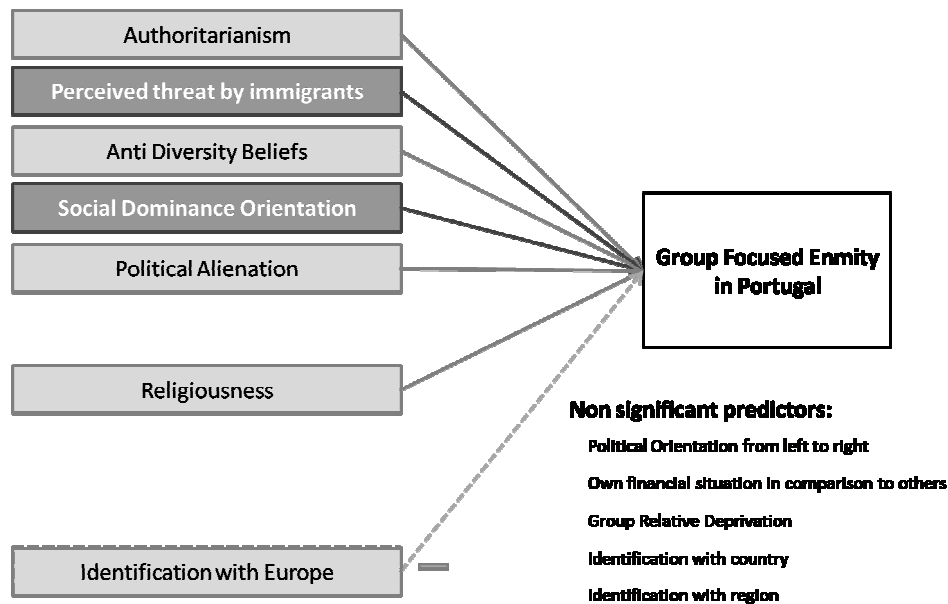 Authoritarianism
Perceived threat by immigrants
Anti Diversity Beliefs
Social Dominance Orientation
Political Alienation
Religiousness
Identification with Europe
Group Focused Enmity
in Portugal
Non significant predictors:
Political Orientation from left to right
Own financial situation in comparison to others
Group Relative Deprivation
Identification with country
Identification with region